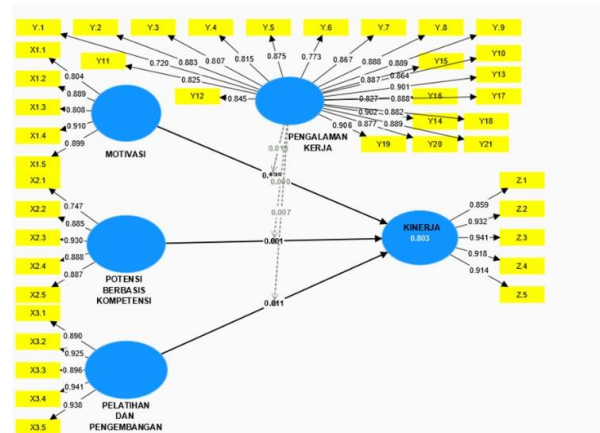 Y.1 Y.2 Y.3 Y.4 Y.5 Y.6 Y.7 Y.8 Y.9
X1.1 Y11 Y15 Y10
0.720 0.883 0.807 0.815 0.875 0.773 0.867 0.888 0.889
X1.2 0.804 0.825 0.887 0.864 Y13
0.889 0.901
X1.3 0.808 Y12 0.845 0.827 0.888 Y16 Y17
X1.4 0.910 0.902 0.882 Y14 Y18
0.899 0.906 0.877 0.889
X1.5 Y19 Y20 Y21
MOTIVASI
PENGALAMAN
KERJA
X2.1
0.747
X2.2 0.885
X2.3 0.930
X2.4 0.888
X2.5 0.887
POTENSI
BERBASIS
KOMPETENSI
0.007
0.001
KINERJA
0.803
0.859 Z.1
0.932 Z.2
0.941 Z.3
0.918 Z.4
0.914 Z.5
X3.1
0.890
X3.2 0.925
X3.3 0.896
X3.4 0.941
X3.5 0.938
0.011
PELATIHAN
DAN
PENGEMBANGAN